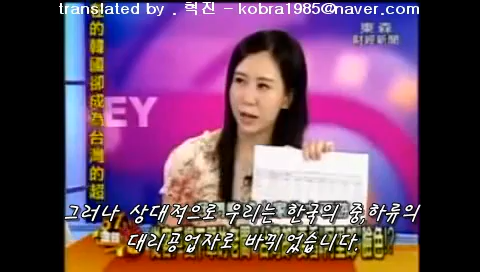 translated by . 혁진 - kobra1985@naver.com
東森
財經新聞
在的韓國卻成為台灣的超
EY
그러나 상대적으로 우리는 한국의 중,하류의
대리공업자로 바뀌었습니다.